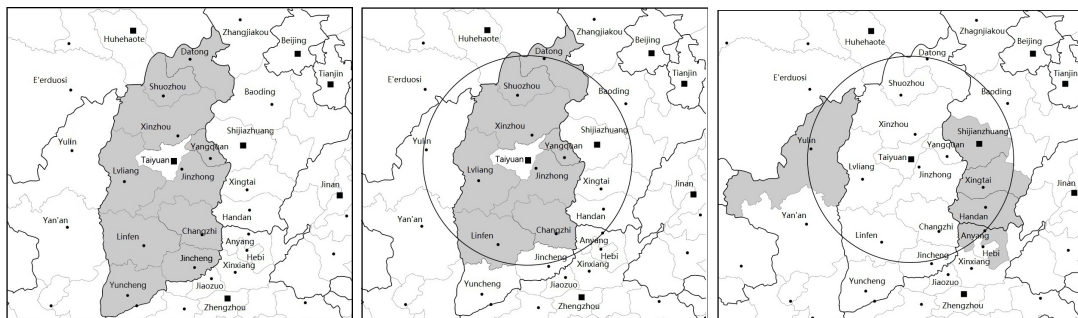 Zhangjiakou
Huhehaote
Beijing
Datong
Tianjin
E'erduosi
Shuozhou
Baoding
Xinzhou
Shijiazhuang
Yulin
Yangquan
Taiyuan
Jinzhong
Lvliang
Xingtai
Jinan
Handan
Yan'an
Changzhi
Linfen
Anyang
Hebi
Jincheng
Xinxiang
Yuncheng
Jiaozuo
Zhengzhou
Zhangjiakou
Huhehaote
Beijing
Datong
Tianjin
E'erduosi
Shuozhou
Baoding
Xinzhou
Shijiazhuang
Yulin
Yangquan
Taiyuan
Jinzhong
Lvliang
Xingtai
Jinan
Handan
Yan'an
Changzhi
Linfen
Anyang
Hebi
Jincheng
Xinxiang
Yuncheng
Jiaozuo
Zhengzhou
Zhagnjiakou
Huhehaote
Beijing
Datong
Tianjin
E'erduosi
Shuozhou
Baoding
Xinzhou
Shijianzhuang
Yulin
Yangquan
Taiyuan
Jinzhong
Lvliang
Xingtai
Jinan
Handan
Yan'an
Changzhi
Linfen
Anyang
Hebi
Jincheng
Xinxiang
Yuncheng
Jiaozuo
Zhengzhou